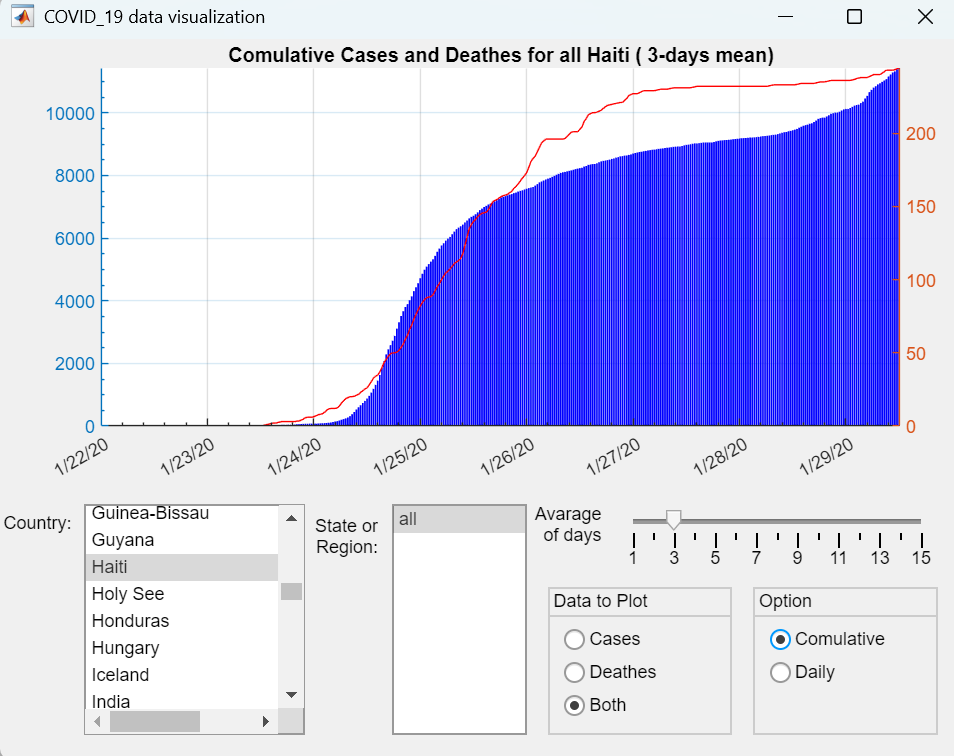 COVID_19 data visualization
Comulative Cases and Deathes for all Haiti ( 3-days mean)
10000
8000
6000
4000
2000
0
200
150
100
50
0
1/22/20 1/23/20 1/24/20 1/25/20 1/26/20 1/27/20 1/28/20 1/29/20
Country:
Guinea-Bissau
Guyana
Haiti
Holy See
Honduras
Hungary
Iceland
India
State or
Region:
all
Avarage
of days
1 3 5 7 9 11 13 15
Data to Plot
Cases
Deathes
Both
Option
Comulative
Daily